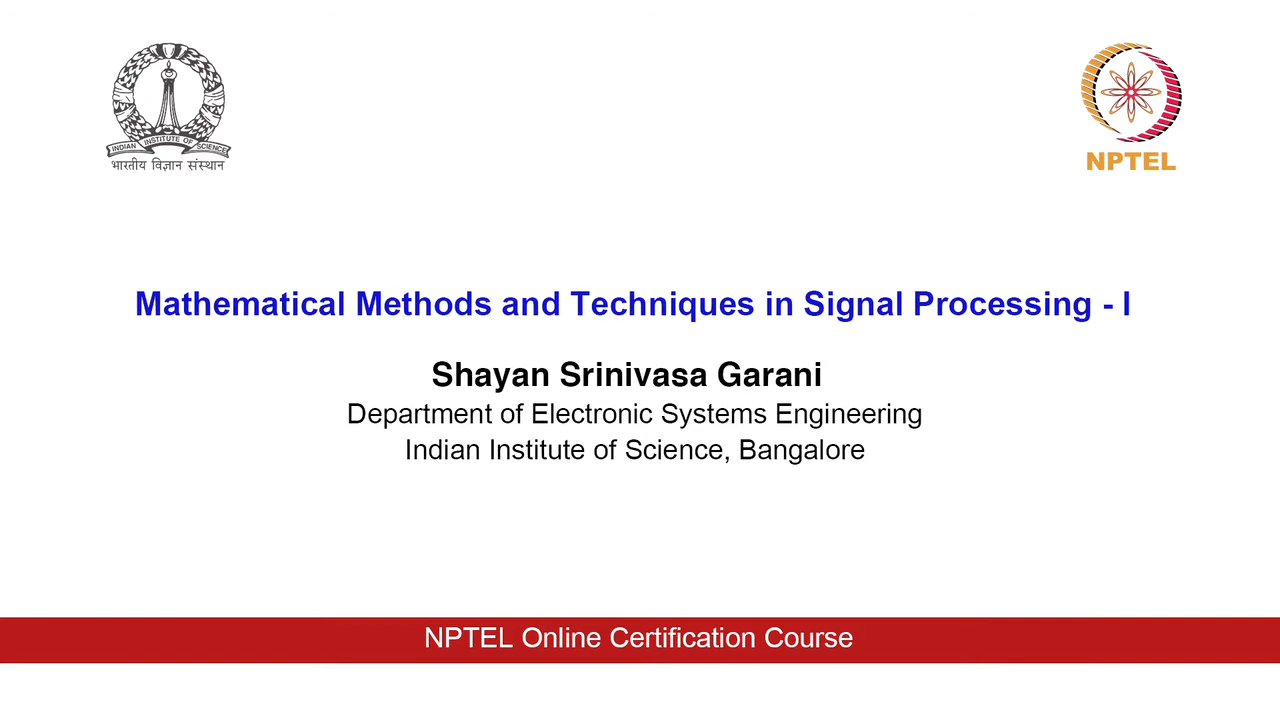 INDIAN INSTITUTE OF SCIENCE
भारतीय विज्ञान संस्थान
NPTEL
Mathematical Methods and Techniques in Signal Processing - I
Shayan Srinivasa Garani
Department of Electronic Systems Engineering
Indian Institute of Science, Bangalore
NPTEL Online Certification Course